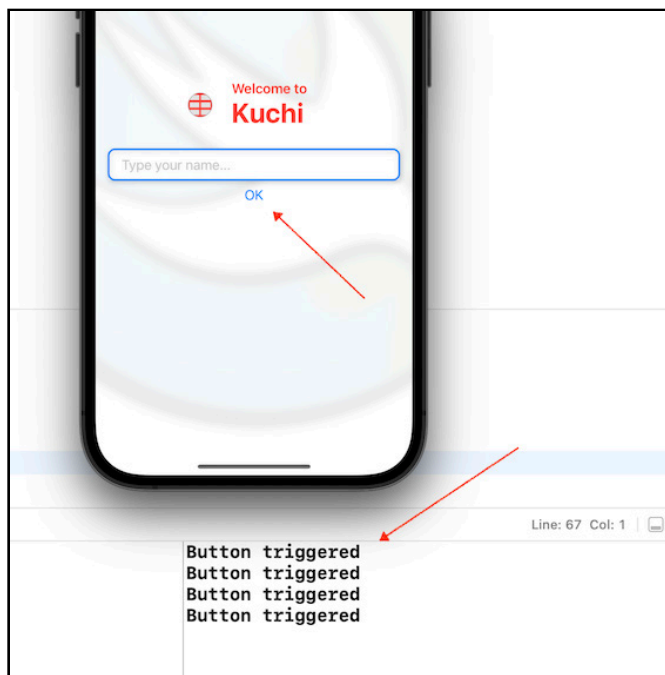 Welcome to
Kuchi
Type your name...
OK
Line: 67 Col: 1
Button triggered
Button triggered
Button triggered
Button triggered